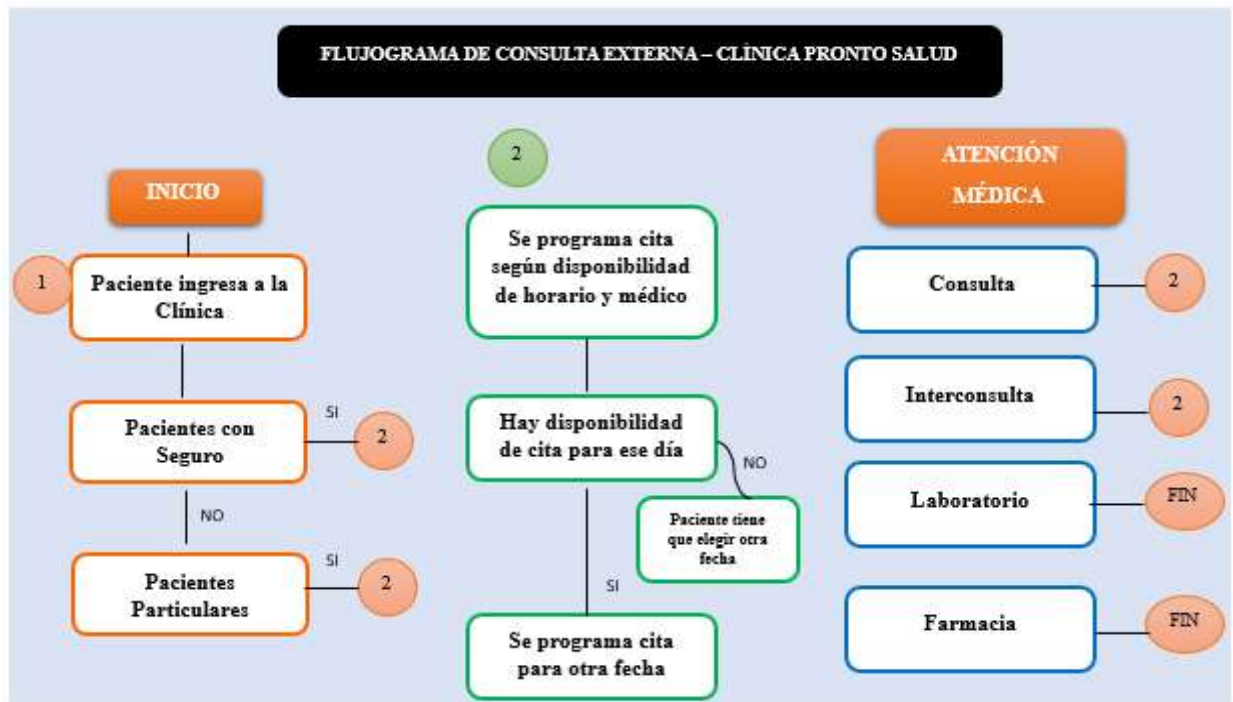 FLUJOGRAMA DE CONSULTA EXTERNA – CLÍNICA PRONTO SALUD
INICIO
1
Paciente ingresa a la
Clínica
Pacientes con
Seguro
SI
2
NO
Pacientes
Particulares
SI
2
2
Se programa cita
según disponibilidad
de horario y médico
Hay disponibilidad
de cita para ese día
NO
Paciente tiene
que elegir otra
fecha
SI
Se programa cita
para otra fecha
ATENCIÓN
MÉDICA
Consulta
2
Interconsulta
2
Laboratorio
FIN
Farmacia
FIN